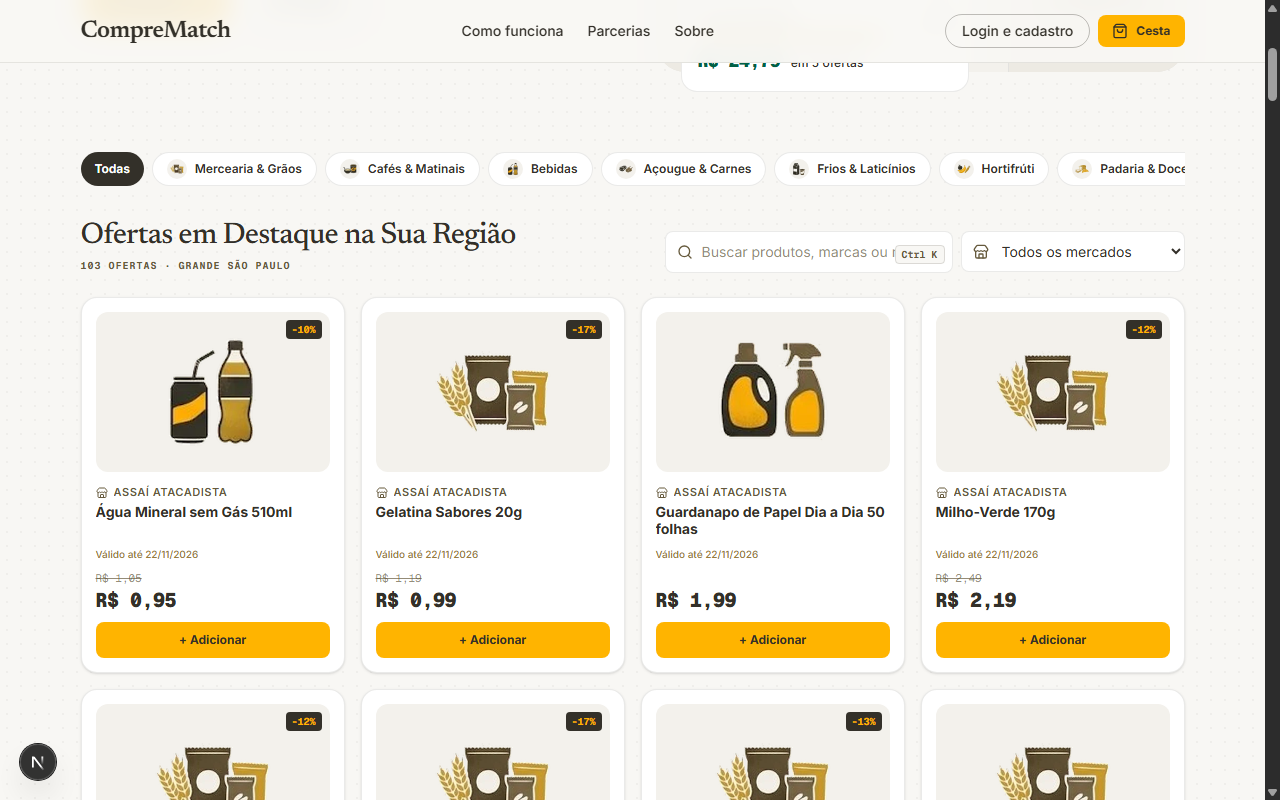 CompreMatch
Como funciona
Parcerias
Sobre
Login e cadastro
Cesta
R$ 24,75 em 5 ofertas
Todas
Mercearia & Grãos
Cafés & Matinais
Bebidas
Açougue & Carnes
Frios & Laticínios
Hortifrúti
Padaria & Doce
Ofertas em Destaque na Sua Região
103 OFERTAS · GRANDE SÃO PAULO
Buscar produtos, marcas ou
Ctrl K
Todos os mercados
-10%
ASSAÍ ATACADISTA
Água Mineral sem Gás 510ml
Válido até 22/11/2026
R$ 1,05
R$ 0,95
+ Adicionar
-17%
ASSAÍ ATACADISTA
Gelatina Sabores 20g
Válido até 22/11/2026
R$ 1,19
R$ 0,99
+ Adicionar
ASSAÍ ATACADISTA
Guardanapo de Papel Dia a Dia 50
folhas
Válido até 22/11/2026
R$ 1,99
+ Adicionar
-12%
ASSAÍ ATACADISTA
Milho-Verde 170g
Válido até 22/11/2026
R$ 2,49
R$ 2,19
+ Adicionar
-12%
-17%
-13%
N